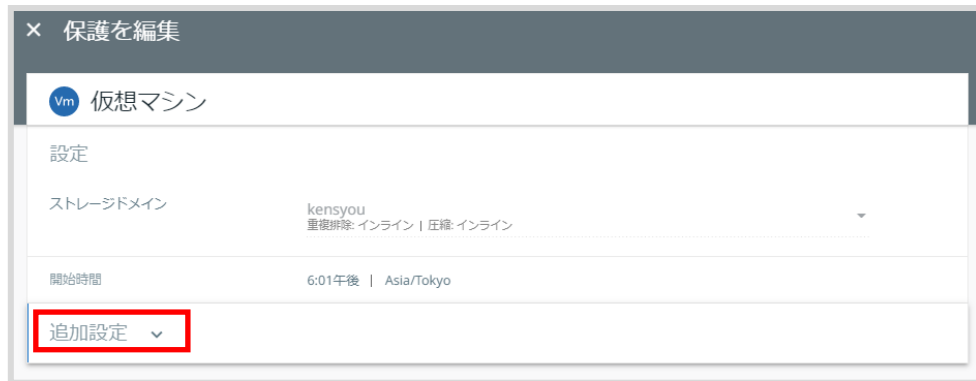 × 保護を編集
Vm 仮想マシン
設定
ストレージドメイン
kensyou
重複排除: インライン | 圧縮: インライン
開始時間 6:01午後 | Asia/Tokyo
追加設定